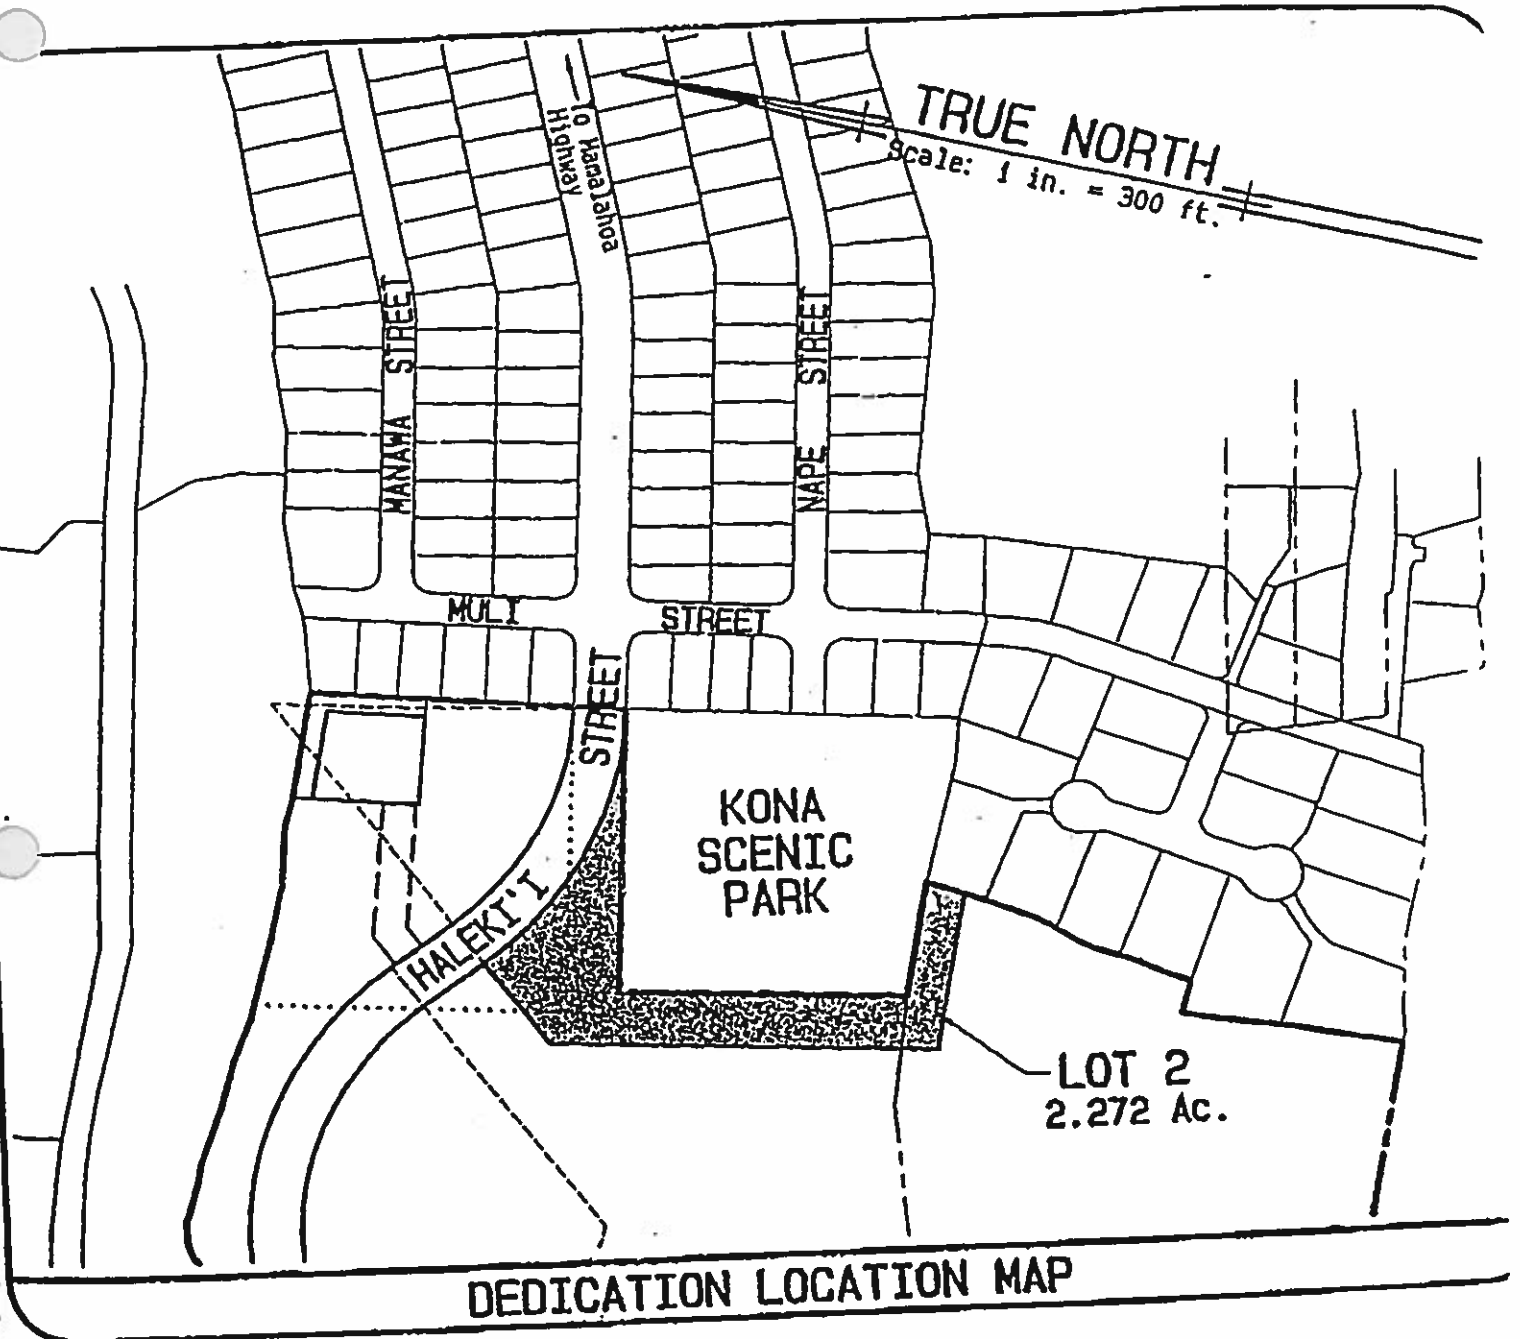 TRUE NORTH
Scale: 1 in. = 300 ft.
To Mamalahoa
Highway
MANAWA STREET
NAPE STREET
MULI STREET
HALEKI'I STREET
KONA
SCENIC
PARK
LOT 2
2.272 Ac.
DEDICATION LOCATION MAP